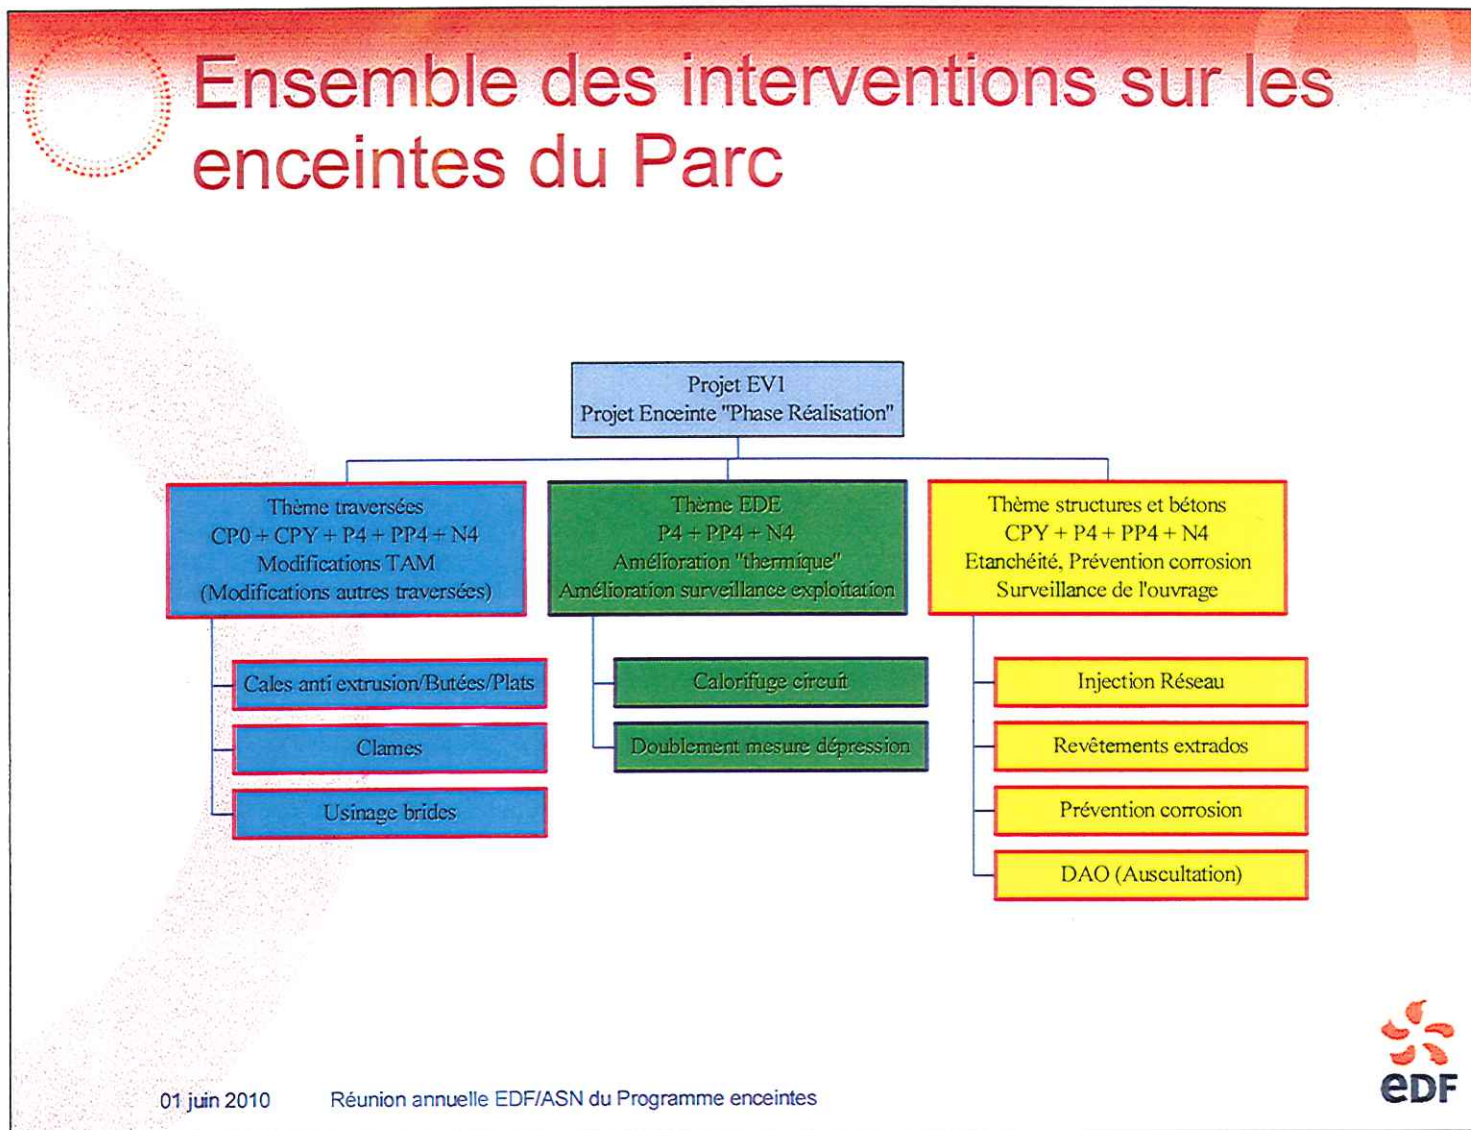 Ensemble des interventions sur les
enceintes du Parc
Projet EV1
Projet Enceinte "Phase Réalisation"
Thème traversées
CP0 + CPY + P4 + PP4 + N4
Modifications TAM
(Modifications autres traversées)
Cales anti extrusion/Butées/Plats
Clames
Usinage brides
Thème EDE
P4 + PP4 + N4
Amélioration "thermique"
Amélioration surveillance exploitation
Calorifuge circuit
Doublement mesure dépression
Thème structures et bétons
CPY + P4 + PP4 + N4
Etanchéité, Prévention corrosion
Surveillance de l'ouvrage
Injection Réseau
Revêtements extrados
Prévention corrosion
DAO (Auscultation)
01 juin 2010 Réunion annuelle EDF/ASN du Programme enceintes
eDF